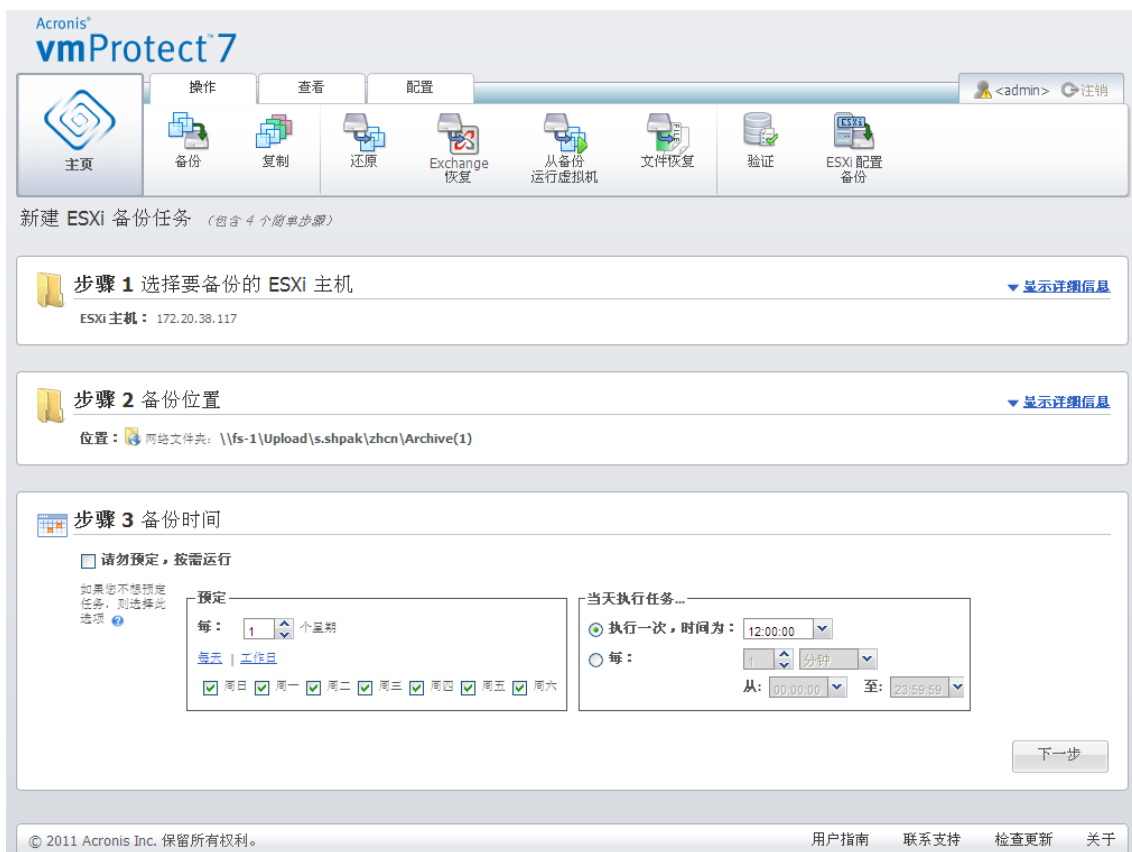 Acronis®
vmProtect™ 7
操作 查看 配置
<admin> 注销
主页
备份
复制
还原
Exchange
恢复
从备份
运行虚拟机
文件恢复
验证
ESXi
ESXi 配置
备份
新建 ESXi 备份任务 (包含 4 个简单步骤)
步骤 1 选择要备份的 ESXi 主机
显示详细信息
ESXi 主机： 172.20.38.117
步骤 2 备份位置
显示详细信息
位置： 网络文件夹: \\fs-1\Upload\s.shpak\zhcn\Archive(1)
步骤 3 备份时间
请勿预定，按需运行
如果您不想预定
任务，则选择此
选项 ?
预定
每： 1 个星期
每天 | 工作日
周日 周一 周二 周三 周四 周五 周六
当天执行任务...
执行一次，时间为： 12:00:00
每： 1 分钟
从: 00:00:00 至: 23:59:59
下一步
© 2011 Acronis Inc. 保留所有权利。
用户指南 联系支持 检查更新 关于